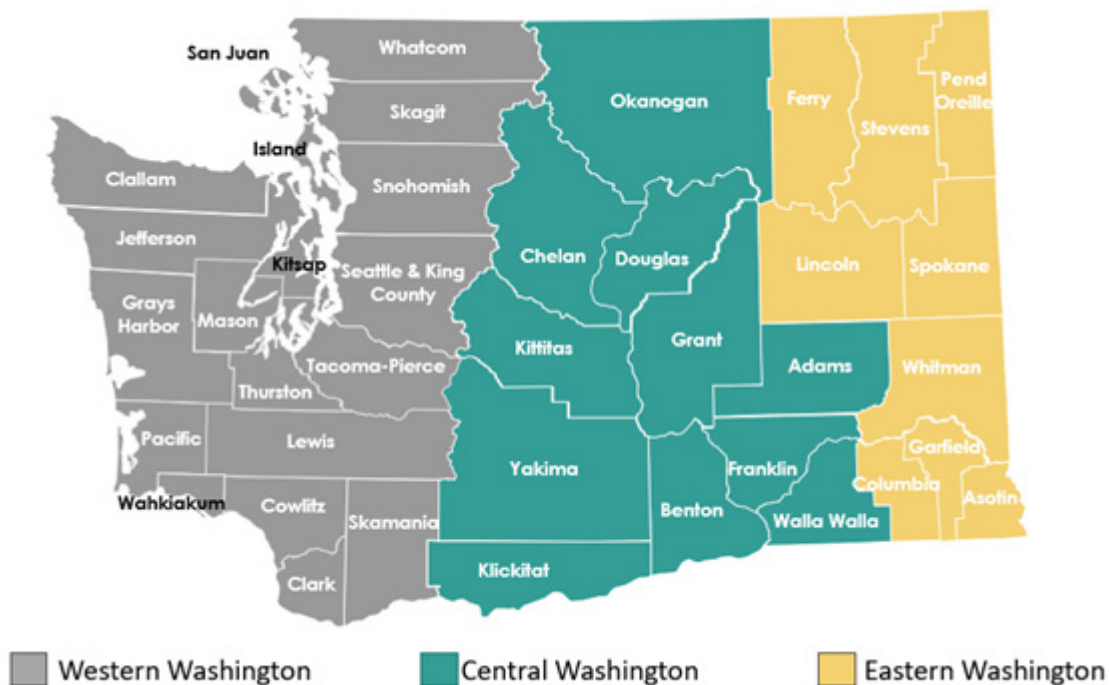 Whatcom
San Juan
Okanogan
Ferry
Pend
Oreille
Skagit
Stevens
Island
Clallam
Snohomish
Jefferson
Chelan
Douglas
Lincoln
Spokane
Kitsap
Seattle & King
County
Grays
Harbor
Mason
Kittitas
Grant
Adams
Whitman
Tacoma-Pierce
Thurston
Pacific
Lewis
Yakima
Franklin
Garfield
Columbia
Asotin
Wahkiakum
Cowlitz
Skamania
Benton
Walla Walla
Clark
Klickitat
Western Washington
Central Washington
Eastern Washington